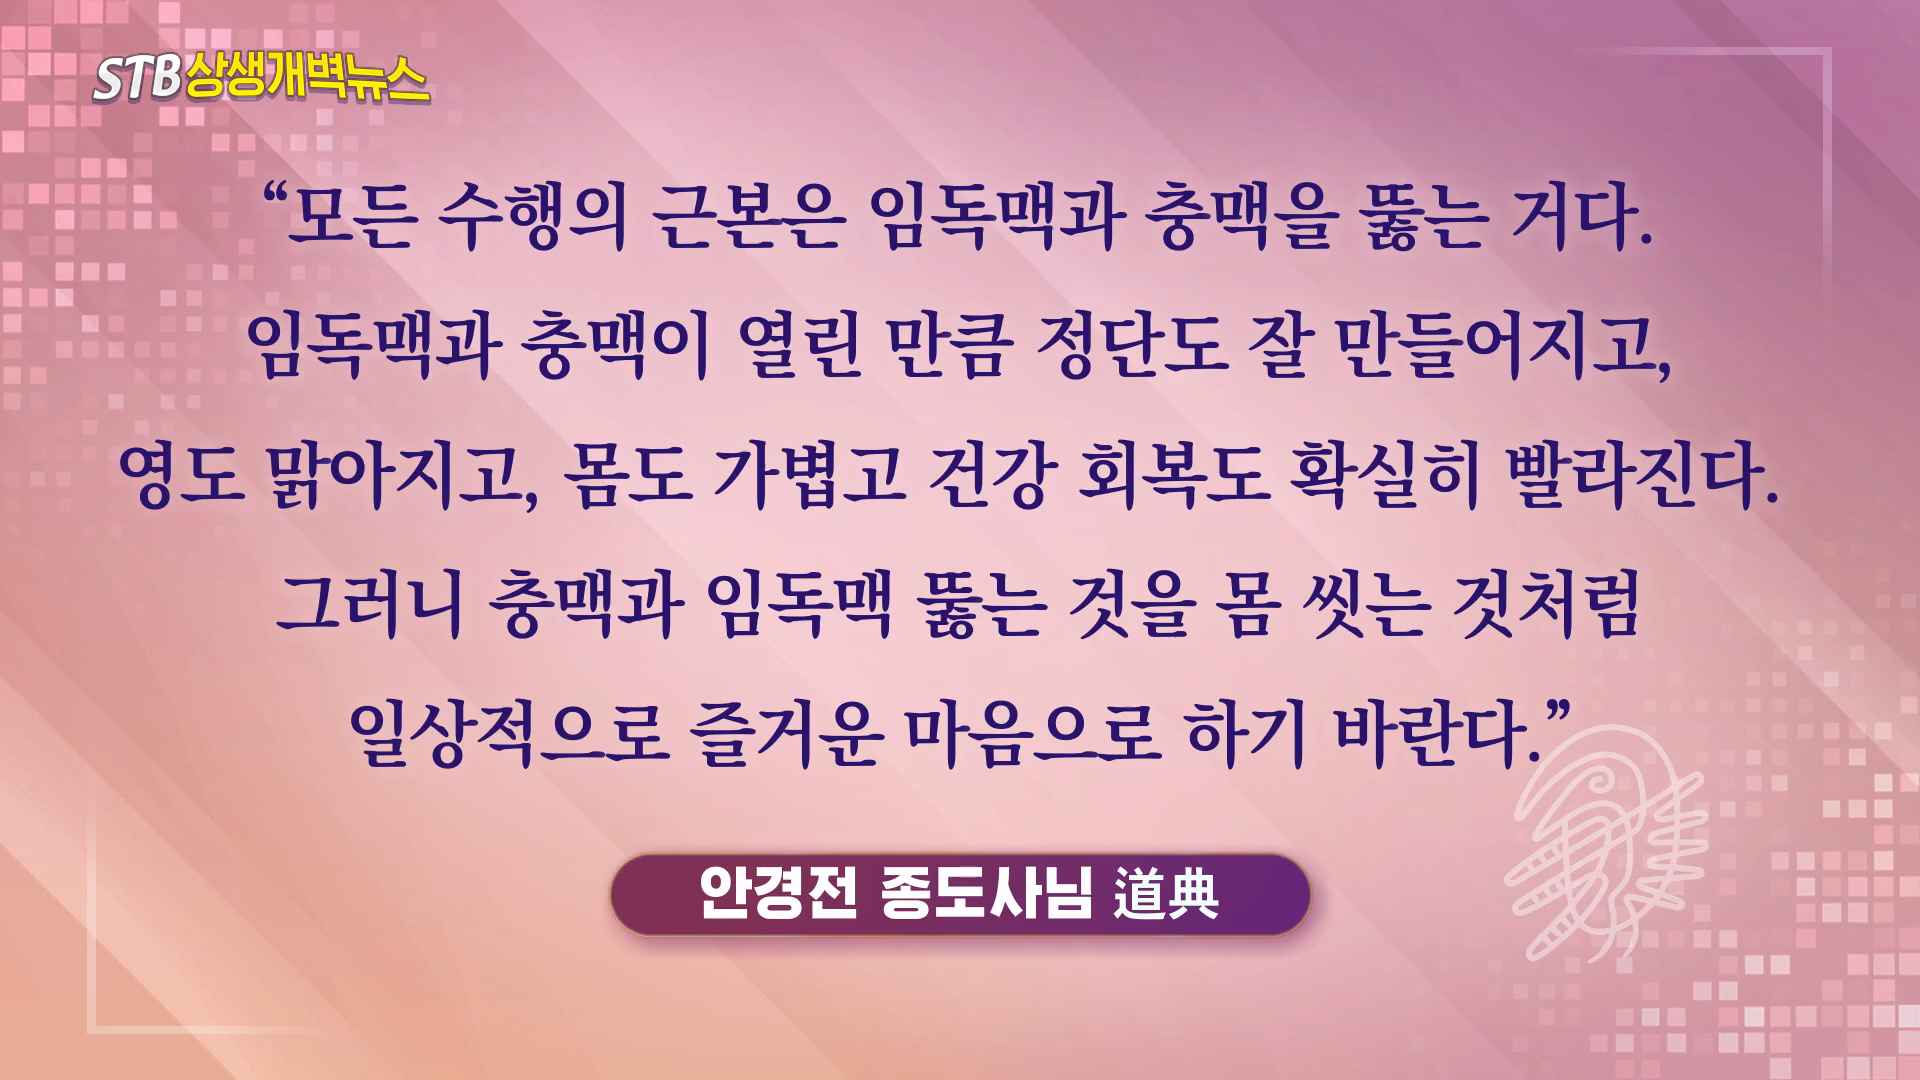 STB상생개벽뉴스
“모든 수행의 근본은 임독맥과 충맥을 뚫는 거다.
임독맥과 충맥이 열린 만큼 정단도 잘 만들어지고,
영도 맑아지고, 몸도 가볍고 건강 회복도 확실히 빨라진다.
그러니 충맥과 임독맥 뚫는 것을 몸 씻는 것처럼
일상적으로 즐거운 마음으로 하기 바란다.”
안경전 종도사님 道典